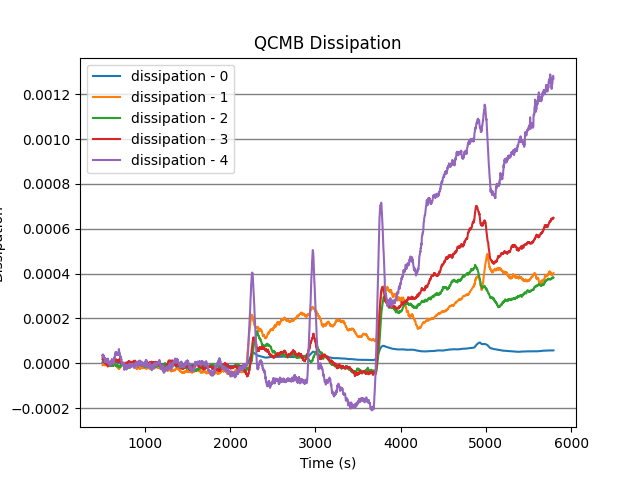 QCMB Dissipation
dissipation - 0
dissipation - 1
dissipation - 2
dissipation - 3
dissipation - 4
0.0012
0.0010
0.0008
0.0006
0.0004
0.0002
0.0000
−0.0002
Dissipation
1000 2000 3000 4000 5000 6000
Time (s)